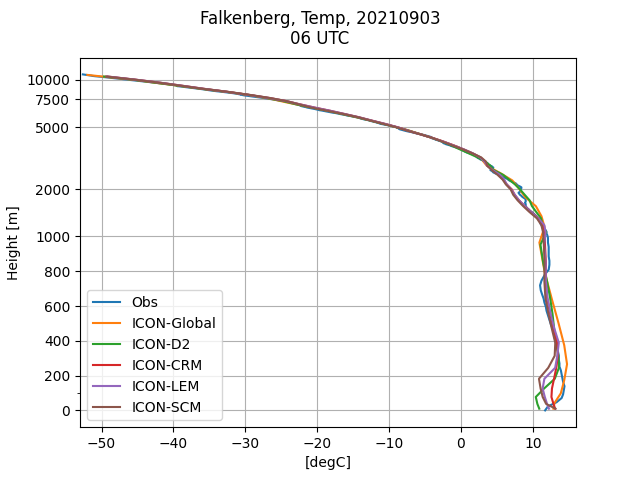 Falkenberg, Temp, 20210903
06 UTC
10000
7500
5000
2000
1000
800
600
400
200
0
Height [m]
Obs
ICON-Global
ICON-D2
ICON-CRM
ICON-LEM
ICON-SCM
−50 −40 −30 −20 −10 0 10
[degC]